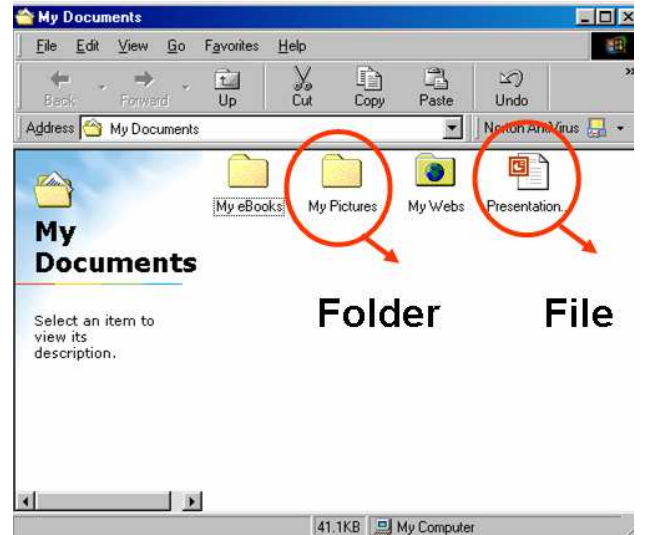 My Documents
File Edit View Go Favorites Help
Back Forward Up Cut Copy Paste Undo
Address My Documents Norton AntiVirus
My eBooks My Pictures My Webs Presentation...
My
Documents
Select an item to
view its
description.
Folder File
41.1KB My Computer